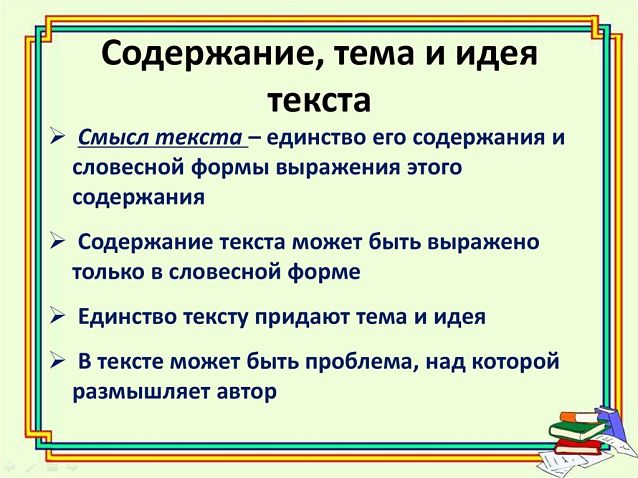 Содержание, тема и идея
текста
➢ Смысл текста – единство его содержания и
словесной формы выражения этого
содержания
➢ Содержание текста может быть выражено
только в словесной форме
➢ Единство тексту придают тема и идея
➢ В тексте может быть проблема, над которой
размышляет автор